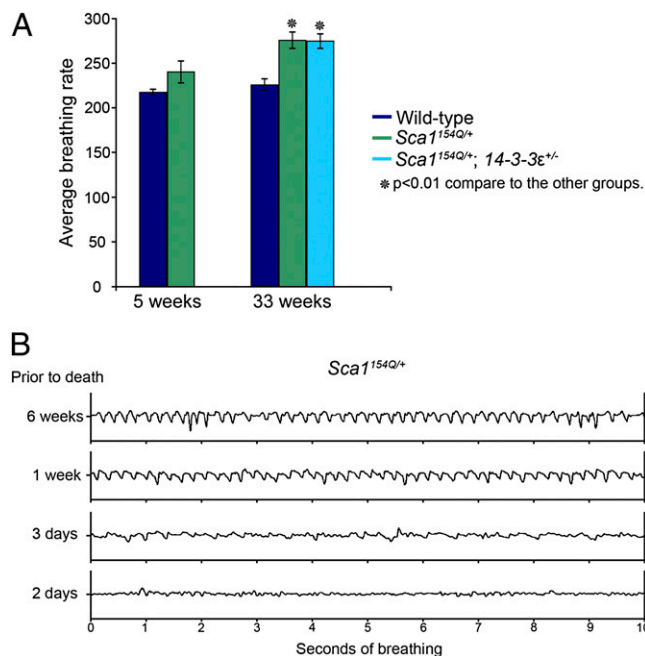 A
Average breathing rate
300
250
200
150
100
50
0
5 weeks 33 weeks
Wild-type
Sca1154Q/+
Sca1154Q/+; 14-3-3ε+/-
* p<0.01 compare to the other groups.
B
Sca1154Q/+
Prior to death
6 weeks
1 week
3 days
2 days
0 1 2 3 4 5 6 7 8 9 10
Seconds of breathing